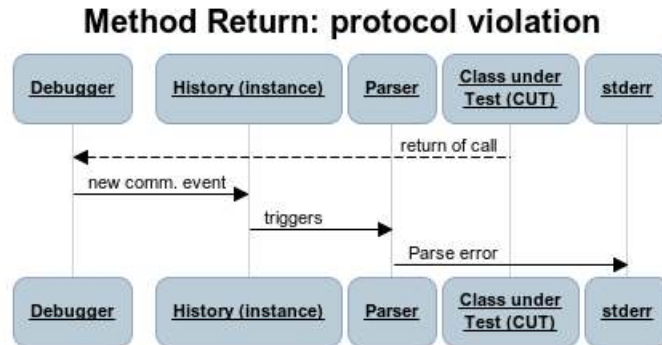 Method Return: protocol violation
Debugger
History (instance)
Parser
Class under
Test (CUT)
stderr
return of call
new comm. event
triggers
Parse error
Debugger
History (instance)
Parser
Class under
Test (CUT)
stderr